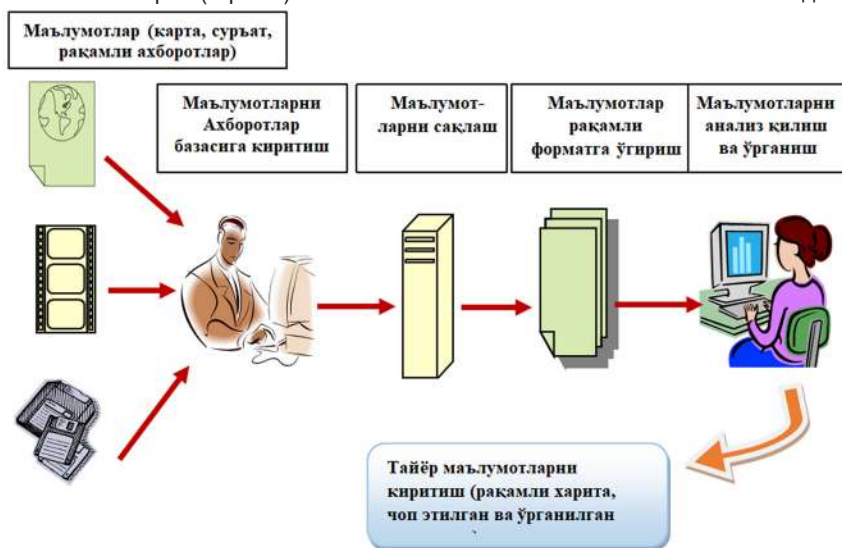 Маълумотлар (карта, суръат,
рақамли ахборотлар)
Маълумотларни
Ахборотлар
базасига киритиш
Маълумот-
ларни сақлаш
Маълумотлар
рақамли
форматга ўгириш
Маълумотларни
анализ қилиш
ва ўрганиш
Тайёр маълумотларни
киритиш (рақамли харита,
чоп этилган ва ўрганилган